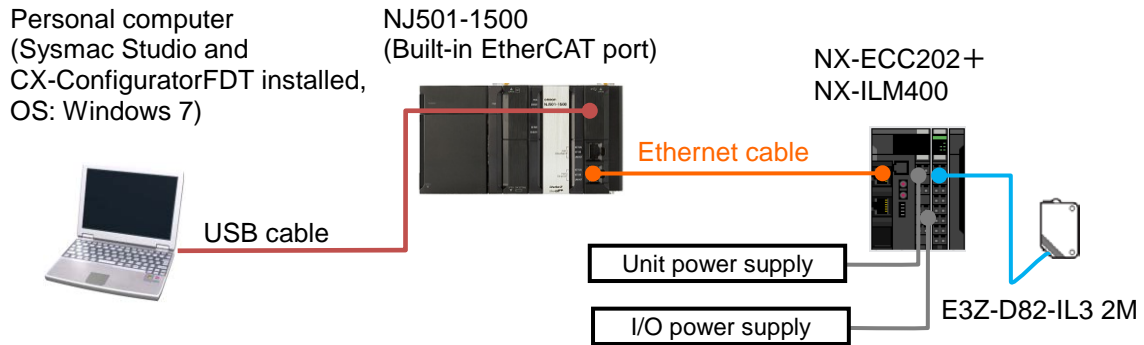 Personal computer
(Sysmac Studio and
CX-ConfiguratorFDT installed,
OS: Windows 7)
NJ501-1500
(Built-in EtherCAT port)
NX-ECC202＋
NX-ILM400
Ethernet cable
USB cable
Unit power supply
I/O power supply
E3Z-D82-IL3 2M